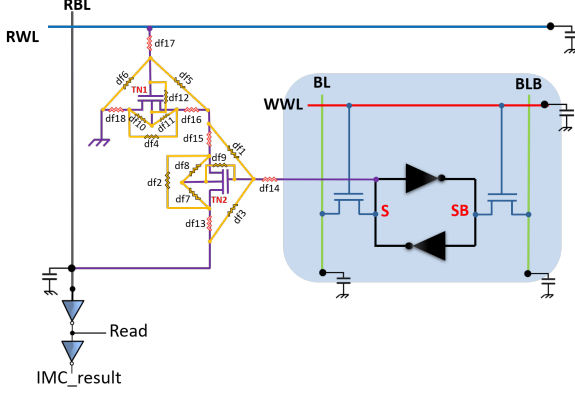 RBL
RWL
df17
df6
df5
TN1
df12
df18
df10
df11
df16
df4
df15
df1
df9
df8
df2
df7
TN2
df14
df3
df13
BL
BLB
WWL
S
SB
Read
IMC_result